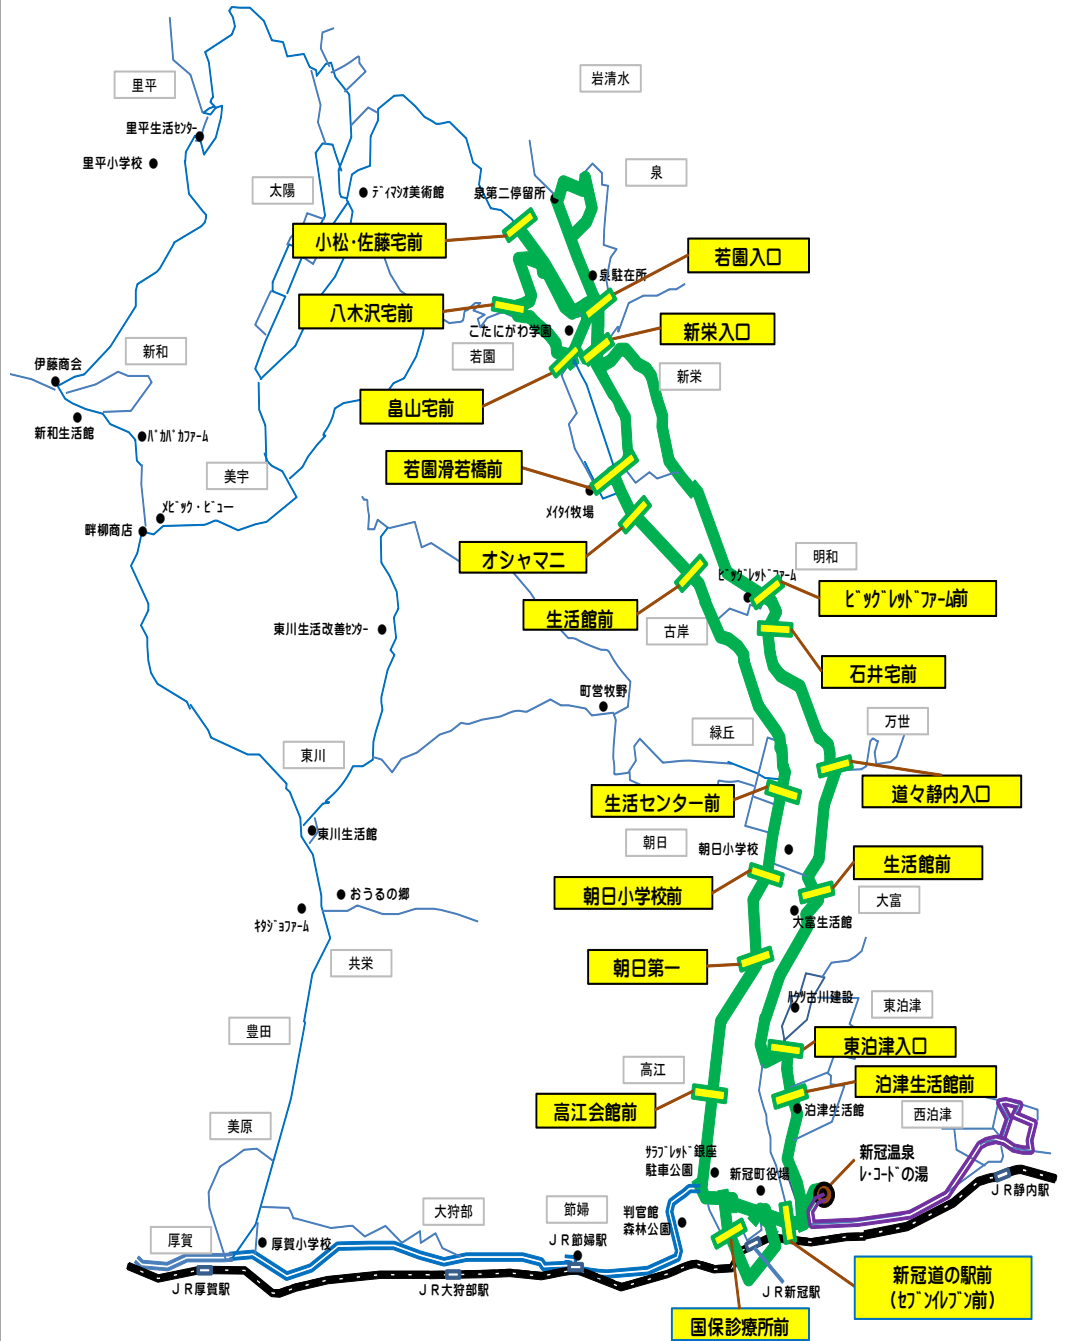 岩清水
里平
里平生活ｾﾝﾀｰ
里平小学校
泉
太陽
ﾃﾞｨﾏｼｵ美術館
泉第二停留所
小松・佐藤宅前
若園入口
泉駐在所
八木沢宅前
こたにがわ学園
新栄入口
新和
伊藤商会
若園
新栄
畠山宅前
新和生活館
ﾊﾟｶﾊﾟｶﾌｧｰﾑ
若園滑若橋前
美宇
ﾒﾋﾞｯｸ・ﾋﾞｭｰ
畔柳商店
ﾒｲﾀｲ牧場
オシャマニ
明和
ﾋﾞｯｸﾞﾚｯﾄﾞﾌｧｰﾑ
ﾋﾞｯｸﾞﾚｯﾄﾞﾌｧｰﾑ前
生活館前
古岸
東川生活改善ｾﾝﾀｰ
石井宅前
町営牧野
緑丘
万世
東川
生活センター前
道々静内入口
東川生活館
朝日
朝日小学校
生活館前
おうるの郷
朝日小学校前
大富
ｷﾀｼﾞｮﾌｧｰﾑ
大富生活館
共栄
朝日第一
ﾊｸﾂ古川建設
東泊津
豊田
東泊津入口
高江
泊津生活館前
高江会館前
泊津生活館
西泊津
美原
ｻﾗﾌﾞﾚｯﾄﾞ銀座
駐車公園
新冠町役場
新冠温泉
ﾚ･ｺｰﾄﾞの湯
ＪＲ静内駅
大狩部
節婦
判官館
森林公園
厚賀
厚賀小学校
ＪＲ節婦駅
ＪＲ厚賀駅
ＪＲ大狩部駅
ＪＲ新冠駅
新冠道の駅前
（ｾﾌﾞﾝｲﾚﾌﾞﾝ前）
国保診療所前